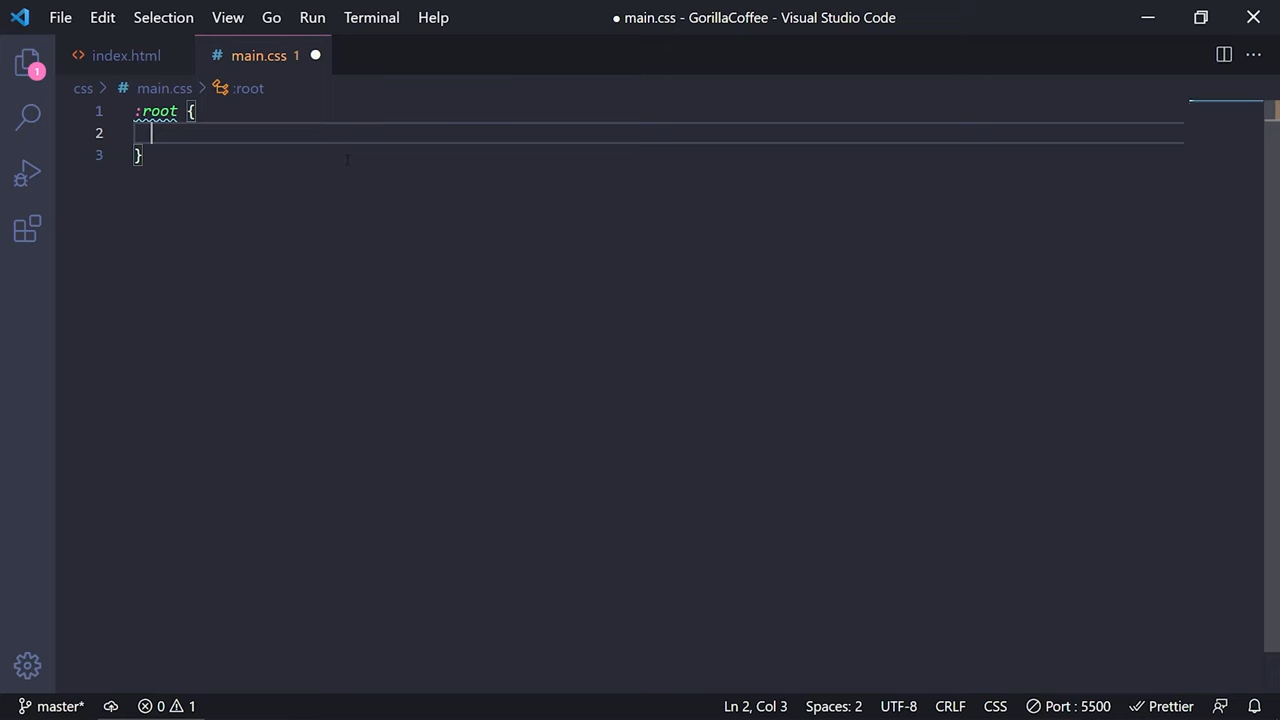 File Edit Selection View Go Run Terminal Help
● main.css - GorillaCoffee - Visual Studio Code
1
<> index.html
# main.css 1 ●
css > # main.css > :root
1 :root {
2
3 }
master*
0 1
Ln 2, Col 3
Spaces: 2
UTF-8
CRLF
CSS
Port : 5500
Prettier